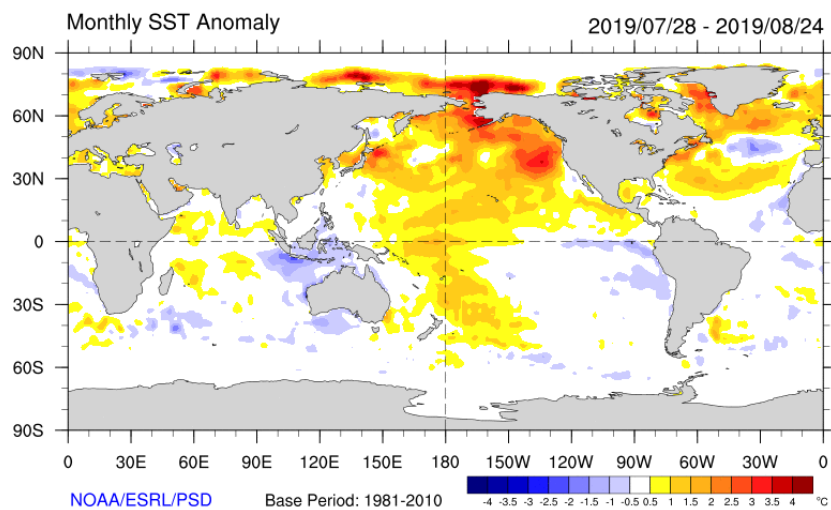 Monthly SST Anomaly 2019/07/28 - 2019/08/24
90N
60N
30N
0
30S
60S
90S
0 30E 60E 90E 120E 150E 180 150W 120W 90W 60W 30W 0
NOAA/ESRL/PSD Base Period: 1981-2010
-4 -3.5 -3 -2.5 -2 -1.5 -1 -0.5 0.5 1 1.5 2 2.5 3 3.5 4 °C